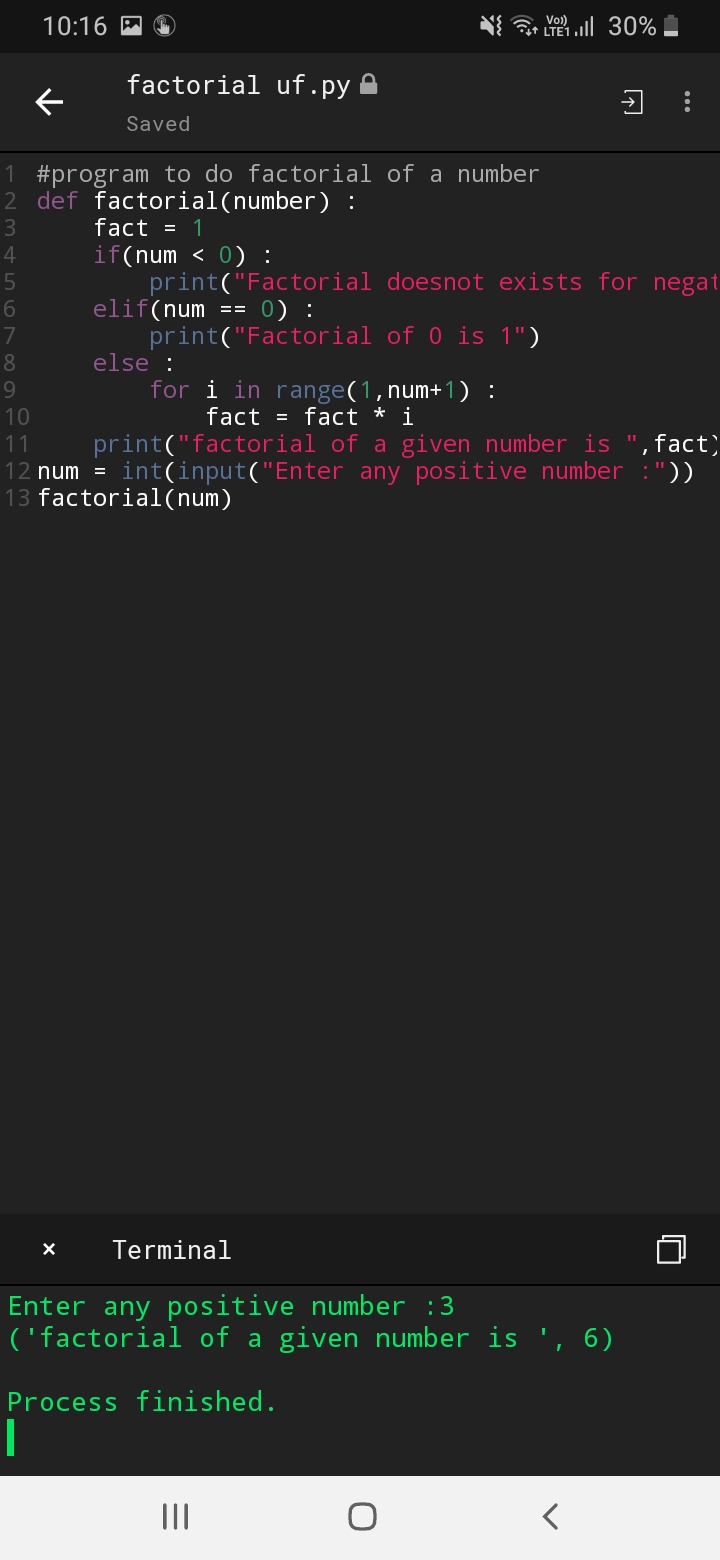 10:16 Vo)) LTE1 30%
factorial uf.py
Saved
1 #program to do factorial of a number
2 def factorial(number) :
3     fact = 1
4     if(num < 0) :
5         print("Factorial doesnot exists for negat
6     elif(num == 0) :
7         print("Factorial of 0 is 1")
8     else :
9         for i in range(1,num+1) :
10             fact = fact * i
11     print("factorial of a given number is ",fact)
12 num = int(input("Enter any positive number :"))
13 factorial(num)
× Terminal
Enter any positive number :3
('factorial of a given number is ', 6)
Process finished.